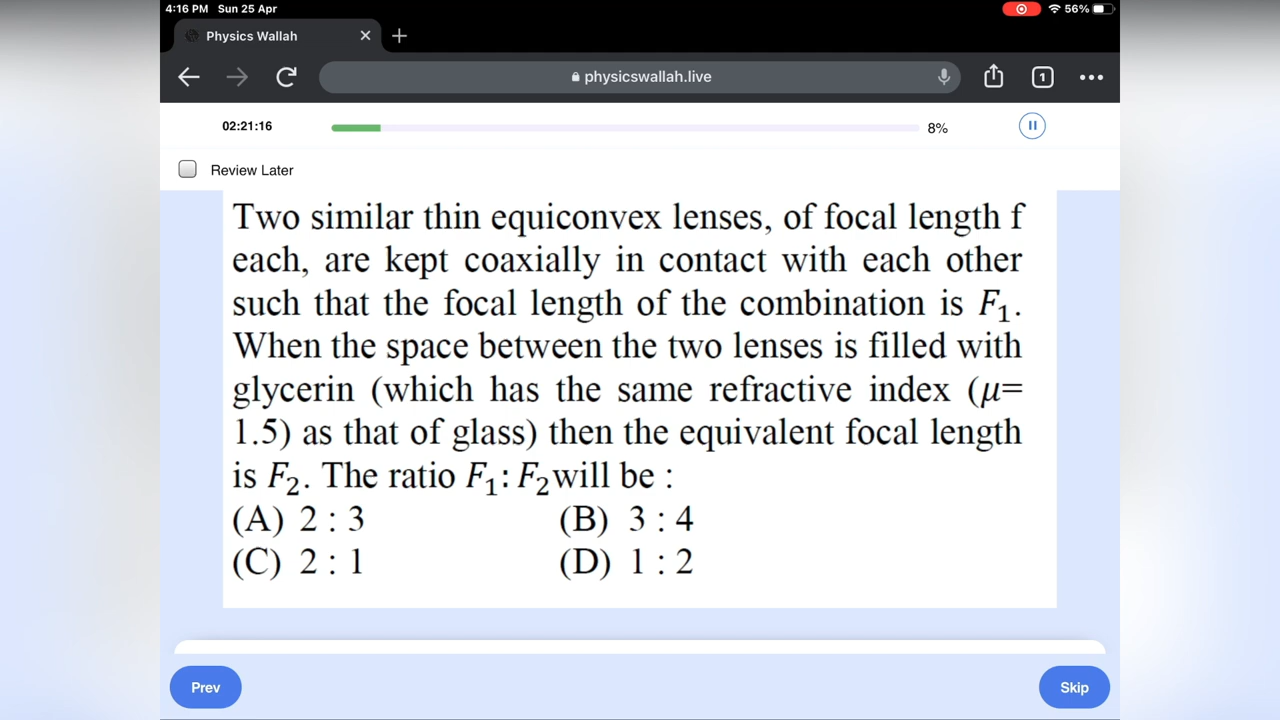 4:16 PM Sun 25 Apr
56%
Physics Wallah
physicswallah.live
1
02:21:16
8%
Review Later
Two similar thin equiconvex lenses, of focal length f
each, are kept coaxially in contact with each other
such that the focal length of the combination is F₁.
When the space between the two lenses is filled with
glycerin (which has the same refractive index (μ=
1.5) as that of glass) then the equivalent focal length
is F₂. The ratio F₁: F₂will be :
(A) 2 : 3 (B) 3 : 4
(C) 2 : 1 (D) 1 : 2
Prev
Skip